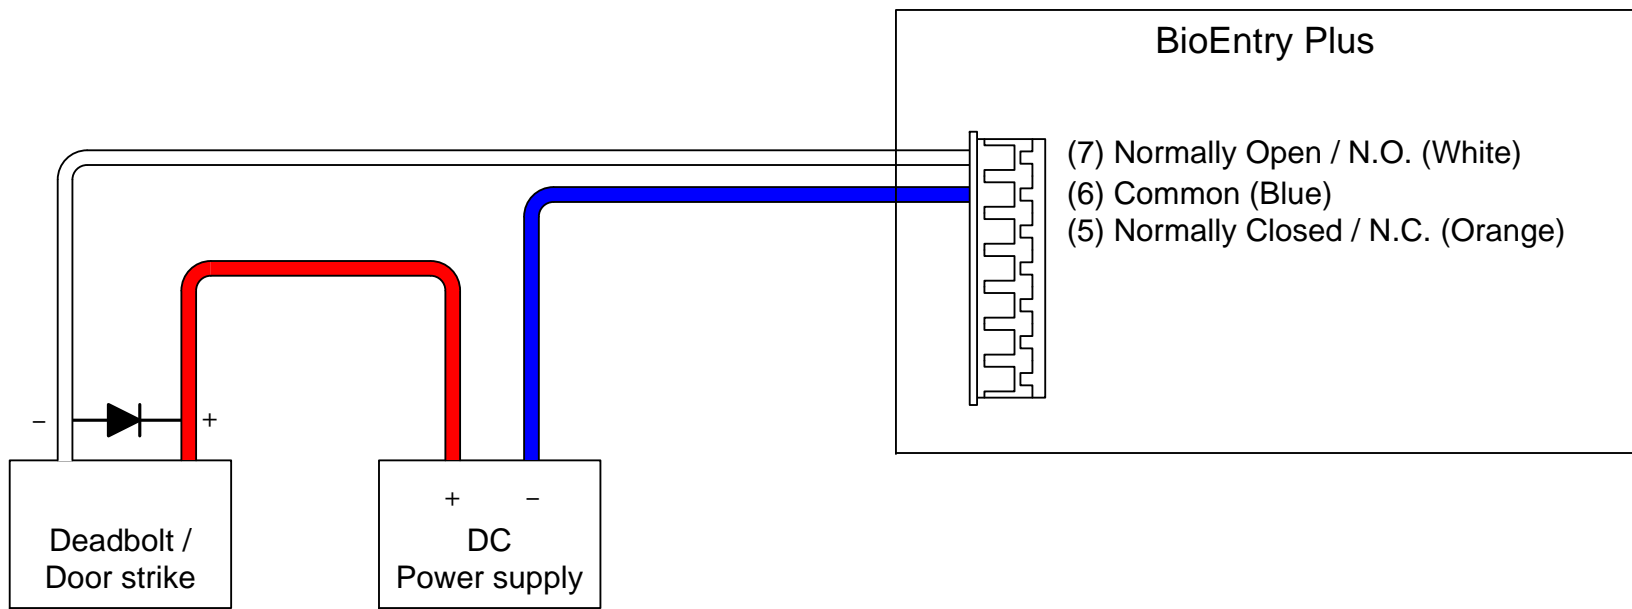 BioEntry Plus
(7) Normally Open / N.O. (White)
(6) Common (Blue)
(5) Normally Closed / N.C. (Orange)
− +
+ −
Deadbolt /
Door strike
DC
Power supply